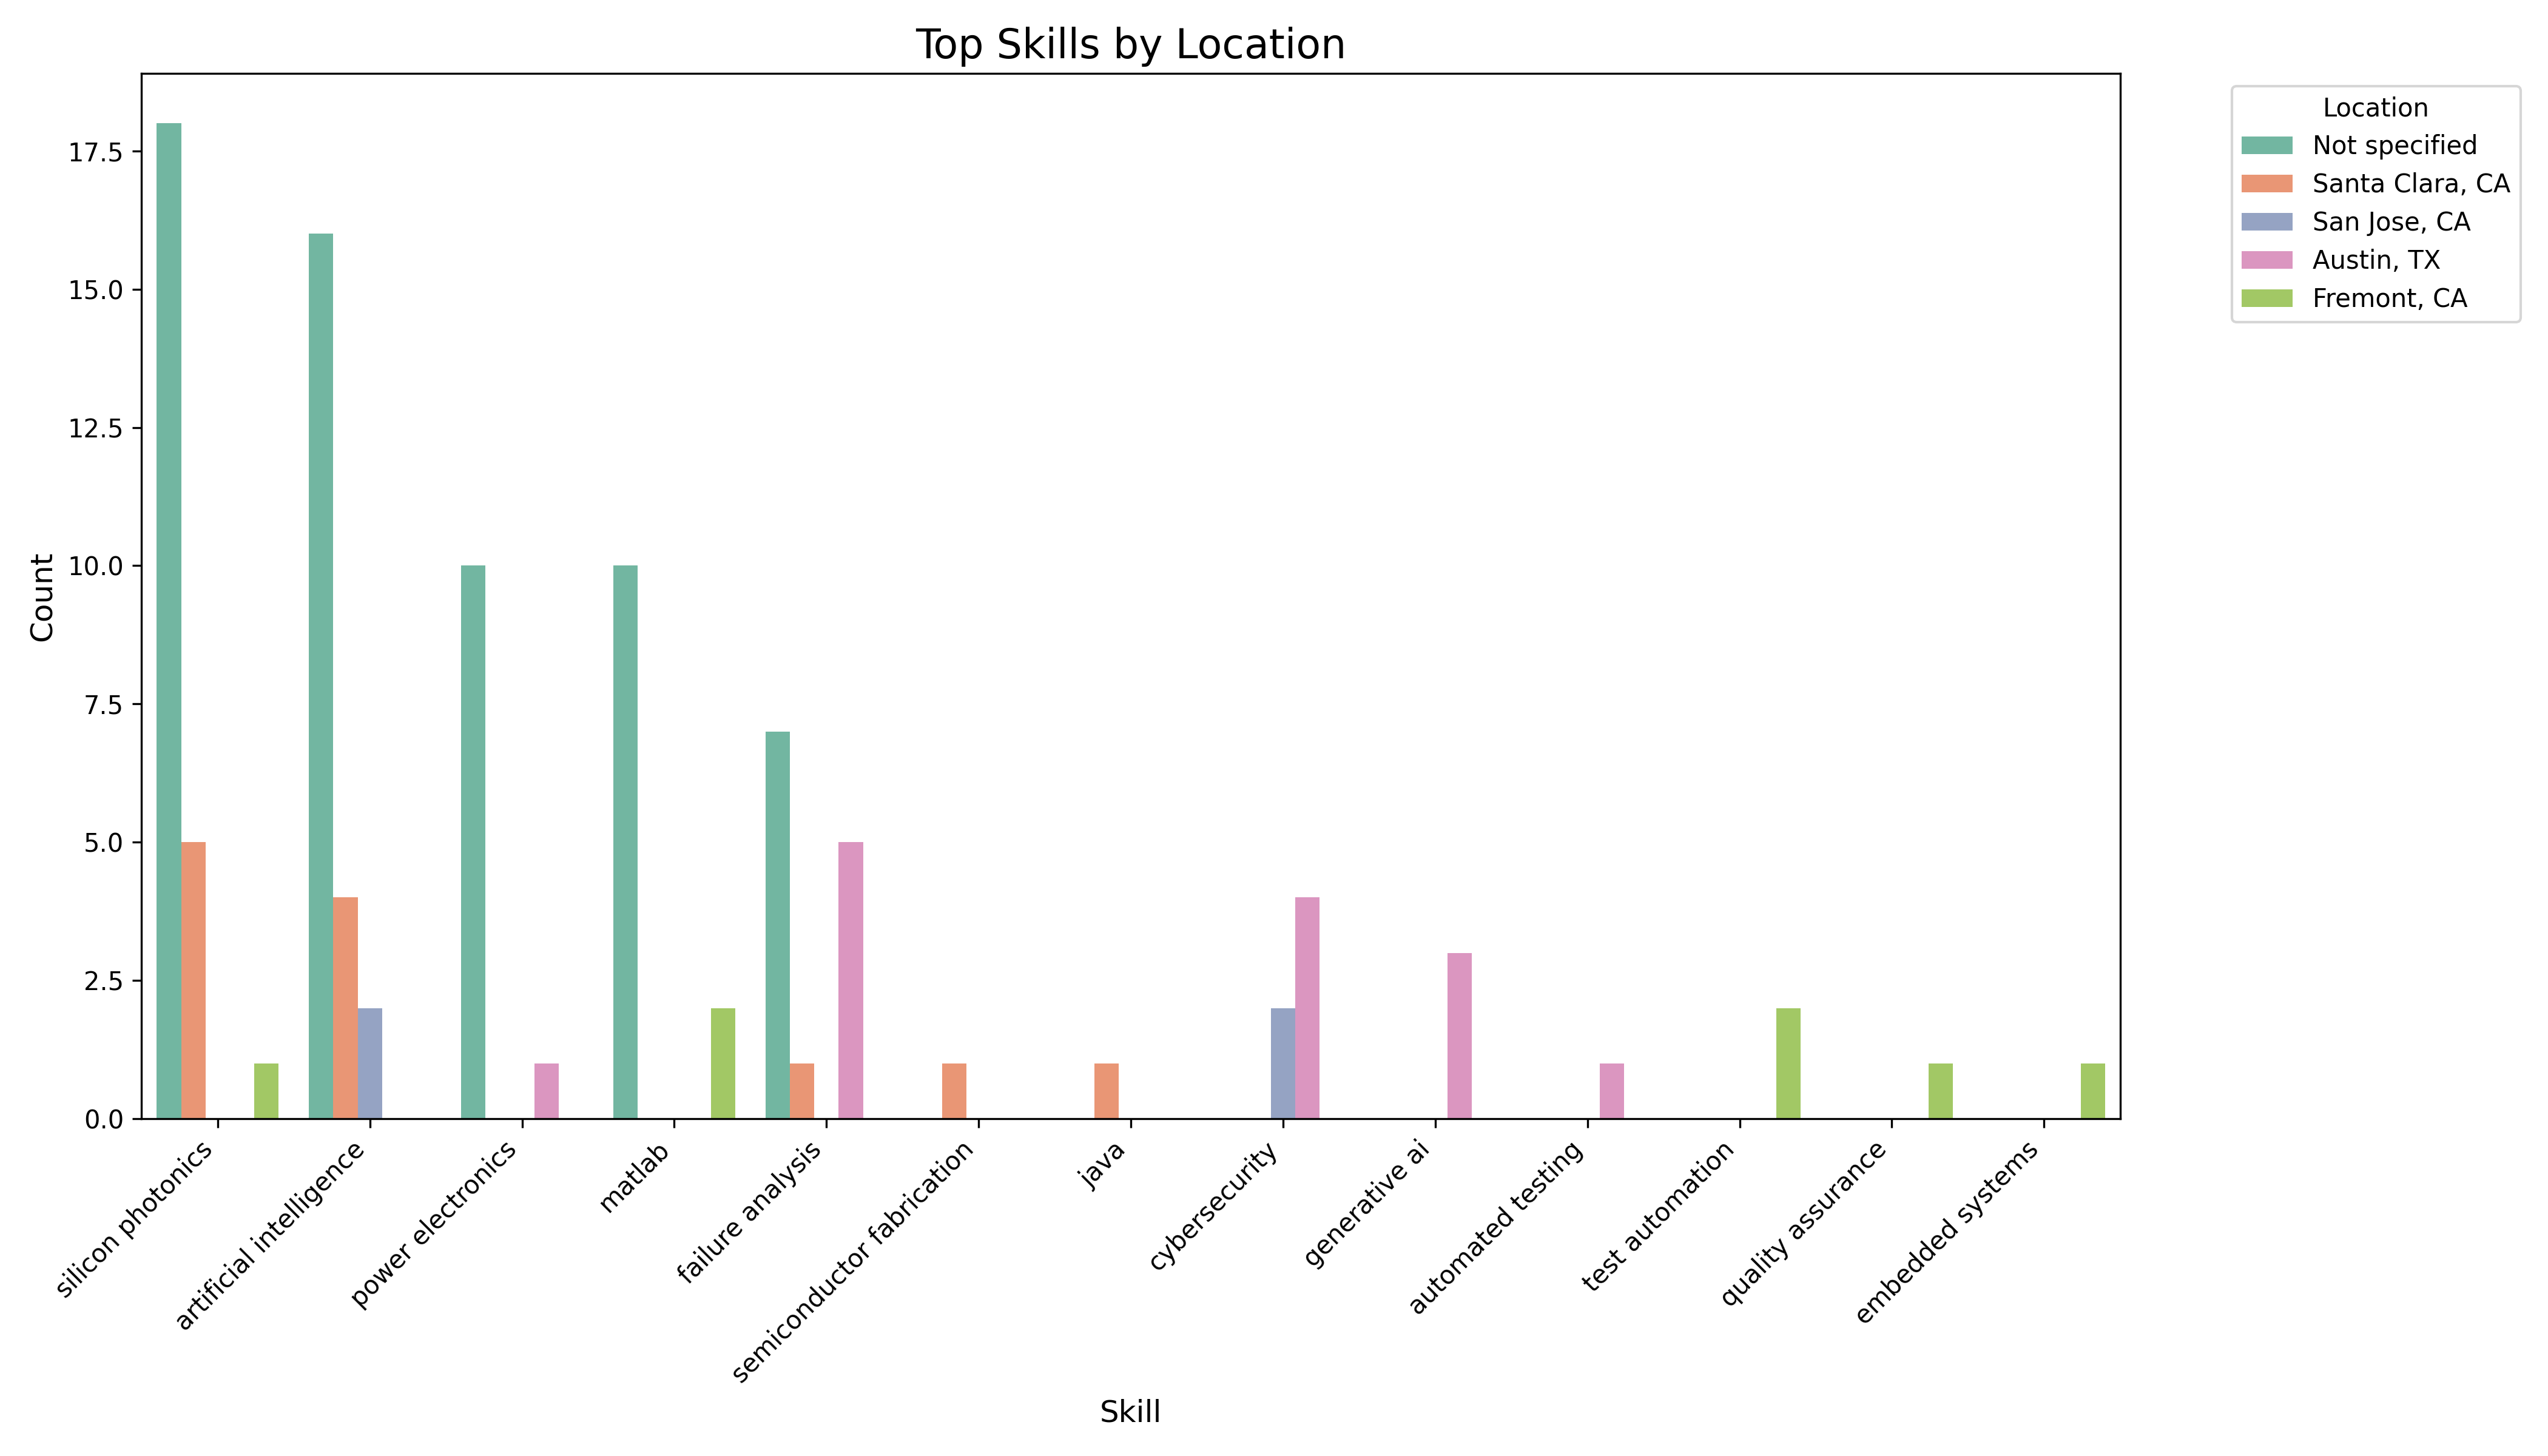 Top Skills by Location
Count
17.5
15.0
12.5
10.0
7.5
5.0
2.5
0.0
silicon photonics
artificial intelligence
power electronics
matlab
failure analysis
semiconductor fabrication
java
cybersecurity
generative ai
automated testing
test automation
quality assurance
embedded systems
Skill
Location
Not specified
Santa Clara, CA
San Jose, CA
Austin, TX
Fremont, CA